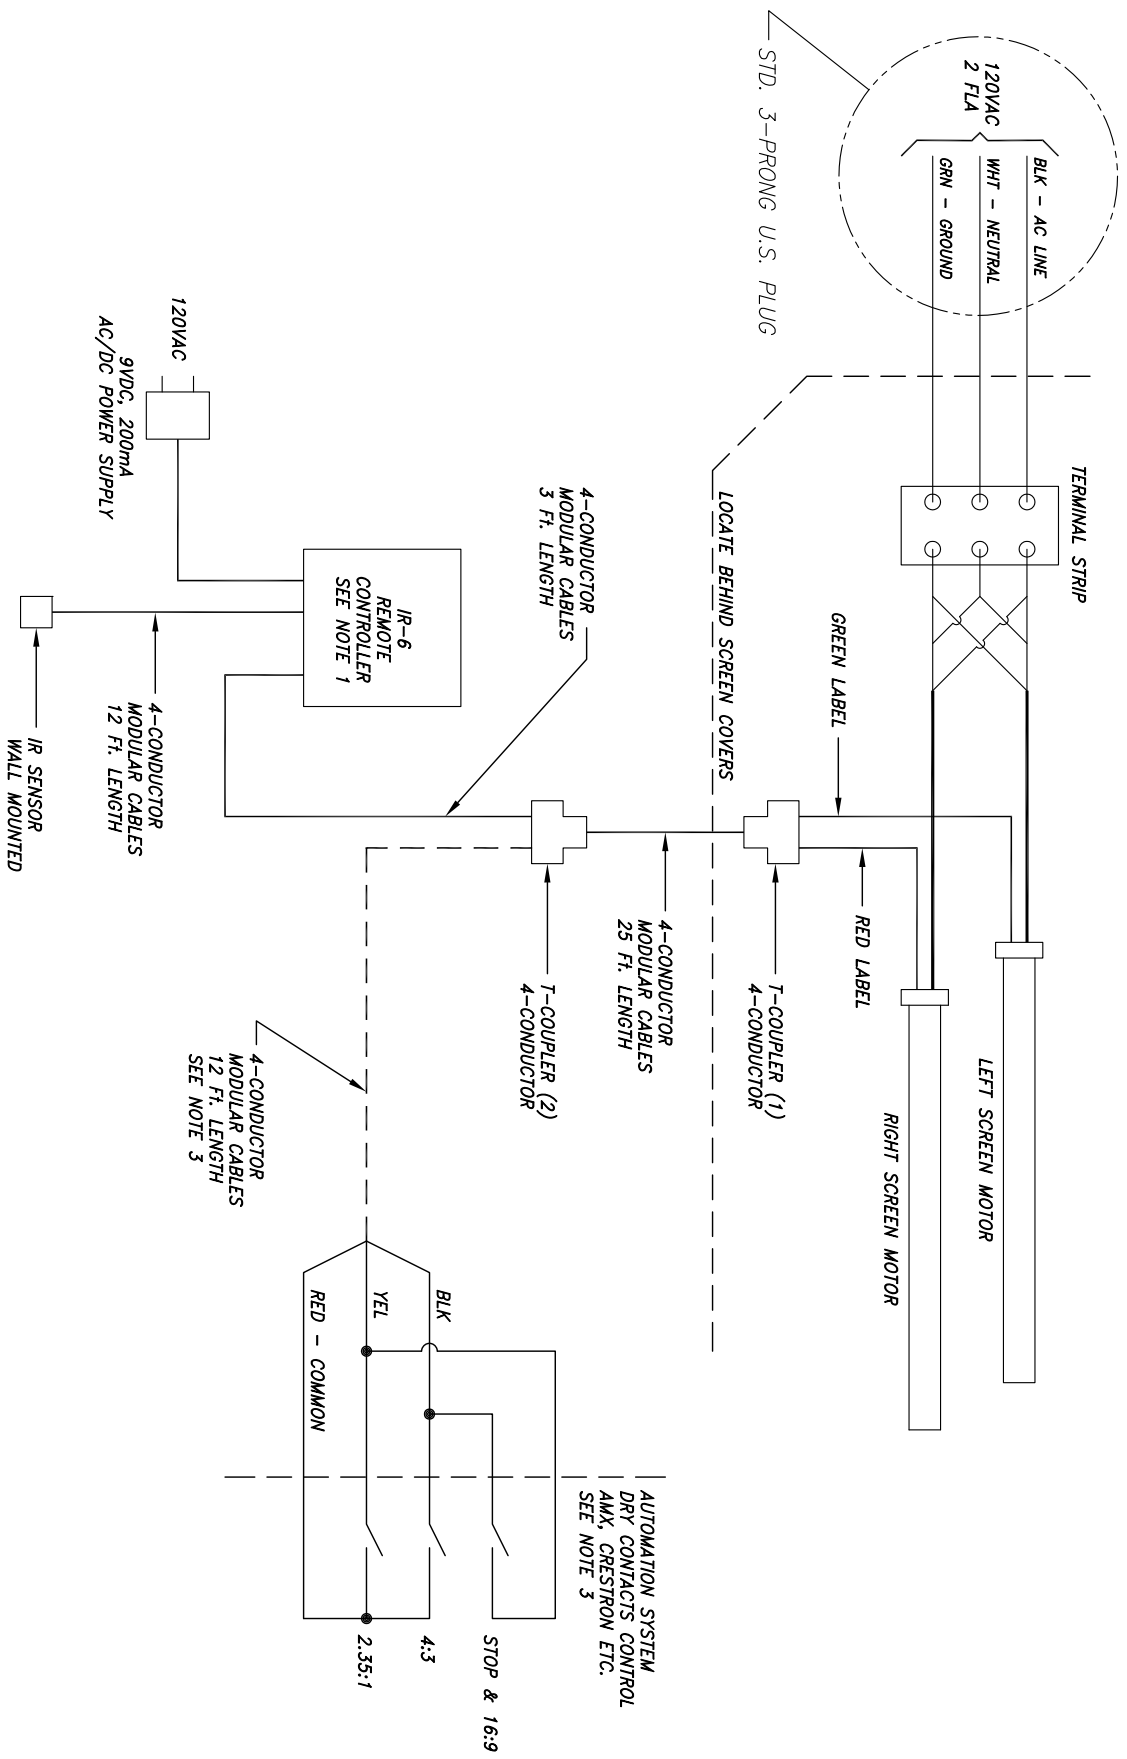 120VAC
2 FLA
BLK - AC LINE
WHT - NEUTRAL
GRN - GROUND
STD. 3-PRONG U.S. PLUG
TERMINAL STRIP
LOCATE BEHIND SCREEN COVERS
GREEN LABEL
RED LABEL
LEFT SCREEN MOTOR
RIGHT SCREEN MOTOR
T-COUPLER (1)
4-CONDUCTOR
4-CONDUCTOR
MODULAR CABLES
25 Ft. LENGTH
T-COUPLER (2)
4-CONDUCTOR
4-CONDUCTOR
MODULAR CABLES
3 Ft. LENGTH
120VAC
9VDC, 200mA
AC/DC POWER SUPPLY
IR-6
REMOTE
CONTROLLER
SEE NOTE 1
4-CONDUCTOR
MODULAR CABLES
12 Ft. LENGTH
IR SENSOR
WALL MOUNTED
4-CONDUCTOR
MODULAR CABLES
12 Ft. LENGTH
SEE NOTE 3
BLK
YEL
RED - COMMON
AUTOMATION SYSTEM
DRY CONTACTS CONTROL
AMX, CRESTRON ETC.
SEE NOTE 3
STOP & 16:9
4:3
2.35:1